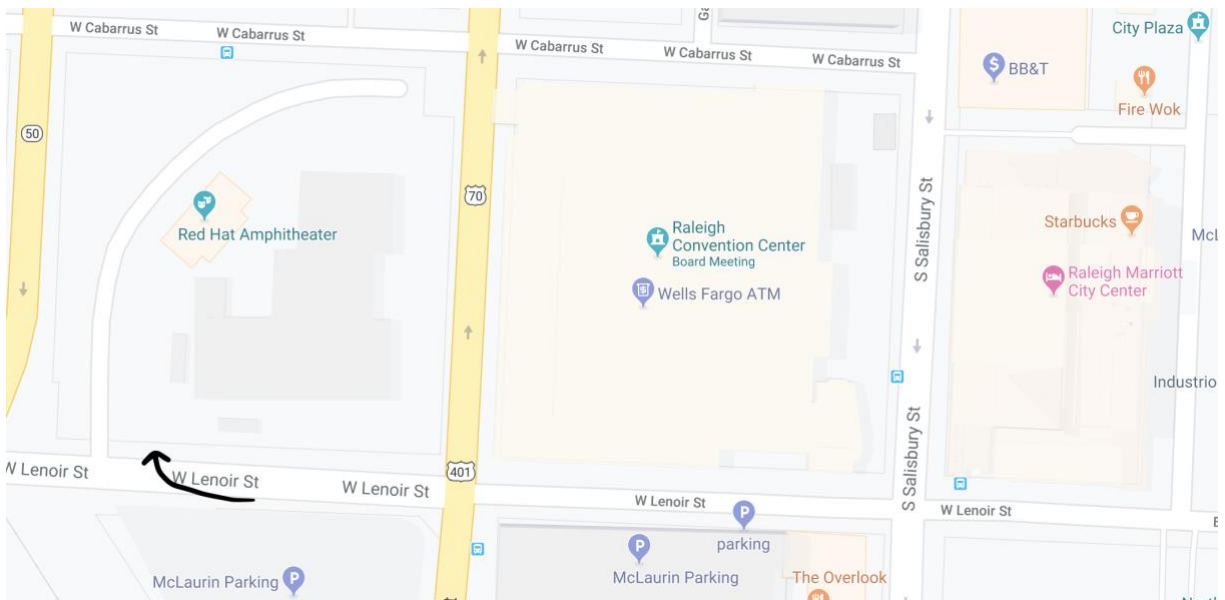 W Cabarrus St
W Cabarrus St
W Cabarrus St
W Cabarrus St
W Cabarrus St
City Plaza
BB&T
Fire Wok
50
70
Red Hat Amphitheater
Raleigh
Convention Center
Board Meeting
Wells Fargo ATM
S Salisbury St
Starbucks
McL
Raleigh Marriott
City Center
Industrio
S Salisbury St
W Lenoir St
W Lenoir St
W Lenoir St
401
W Lenoir St
W Lenoir St
P
parking
P
McLaurin Parking
McLaurin Parking
P
The Overlook